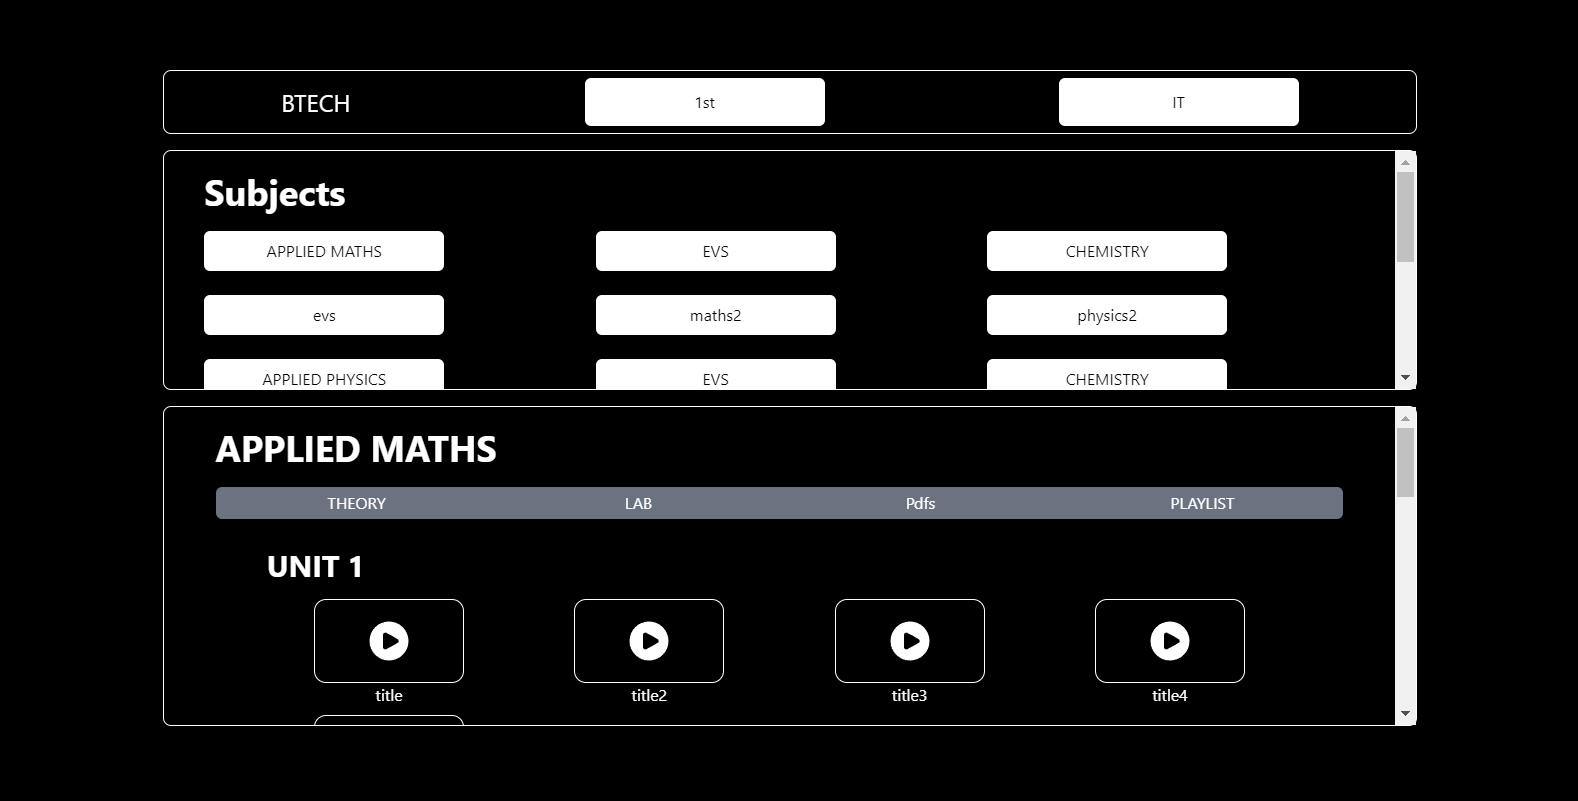 BTECH 1st IT
Subjects
APPLIED MATHS EVS CHEMISTRY
evs maths2 physics2
APPLIED PHYSICS EVS CHEMISTRY
APPLIED MATHS
THEORY LAB Pdfs PLAYLIST
UNIT 1
title title2 title3 title4